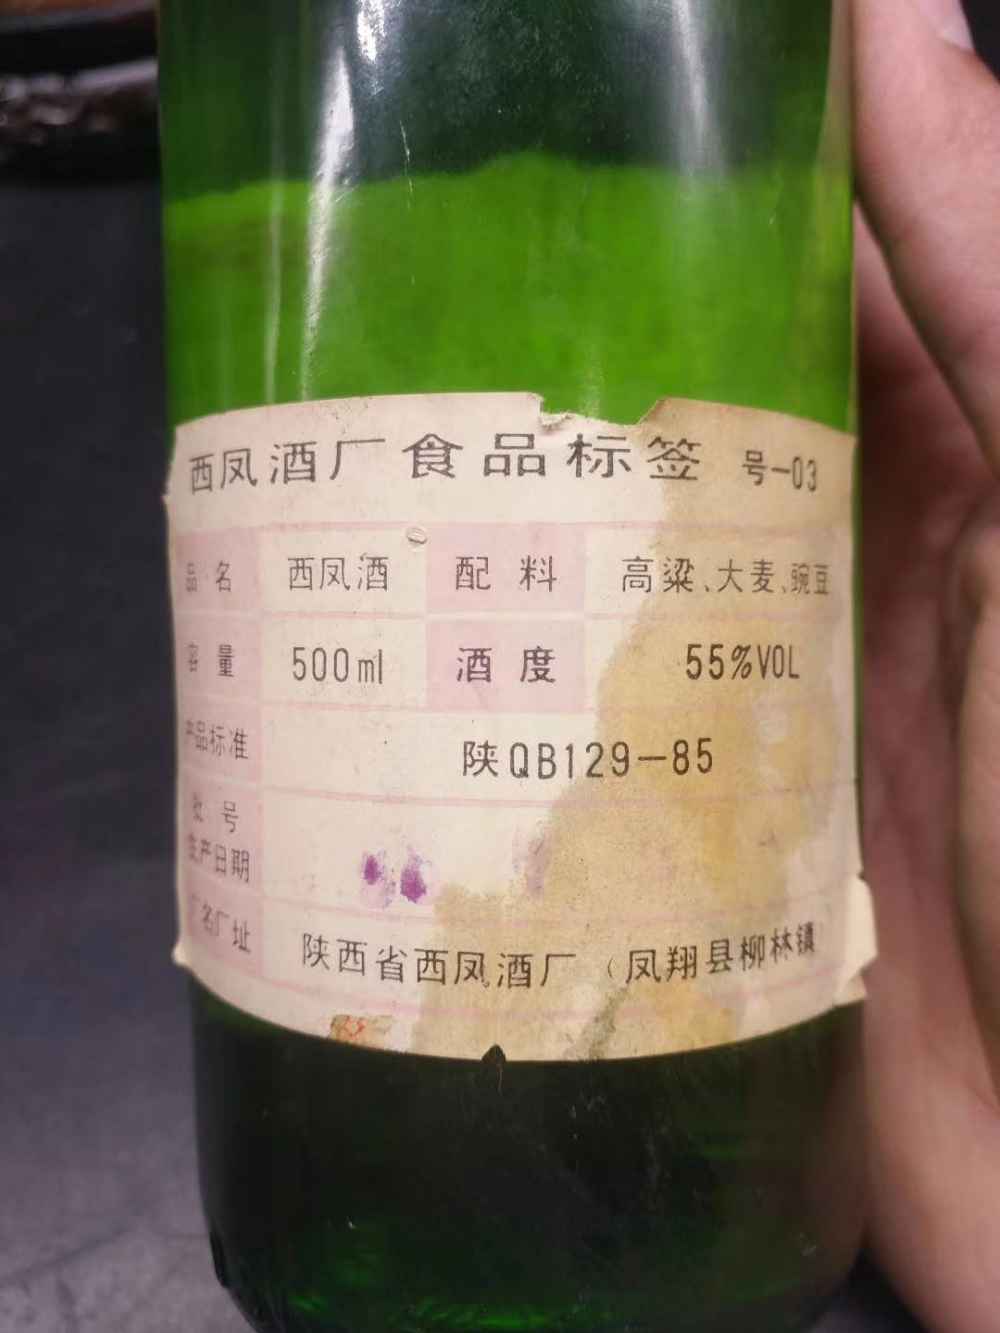 西凤酒厂 食品标签 号-03
品名 西凤酒 配料 高粱、大麦、豌豆
容量 500ml 酒度 55%VOL
产品标准 陕QB129-85
批号
生产日期
厂名厂址 陕西省西凤酒厂（凤翔县柳林镇